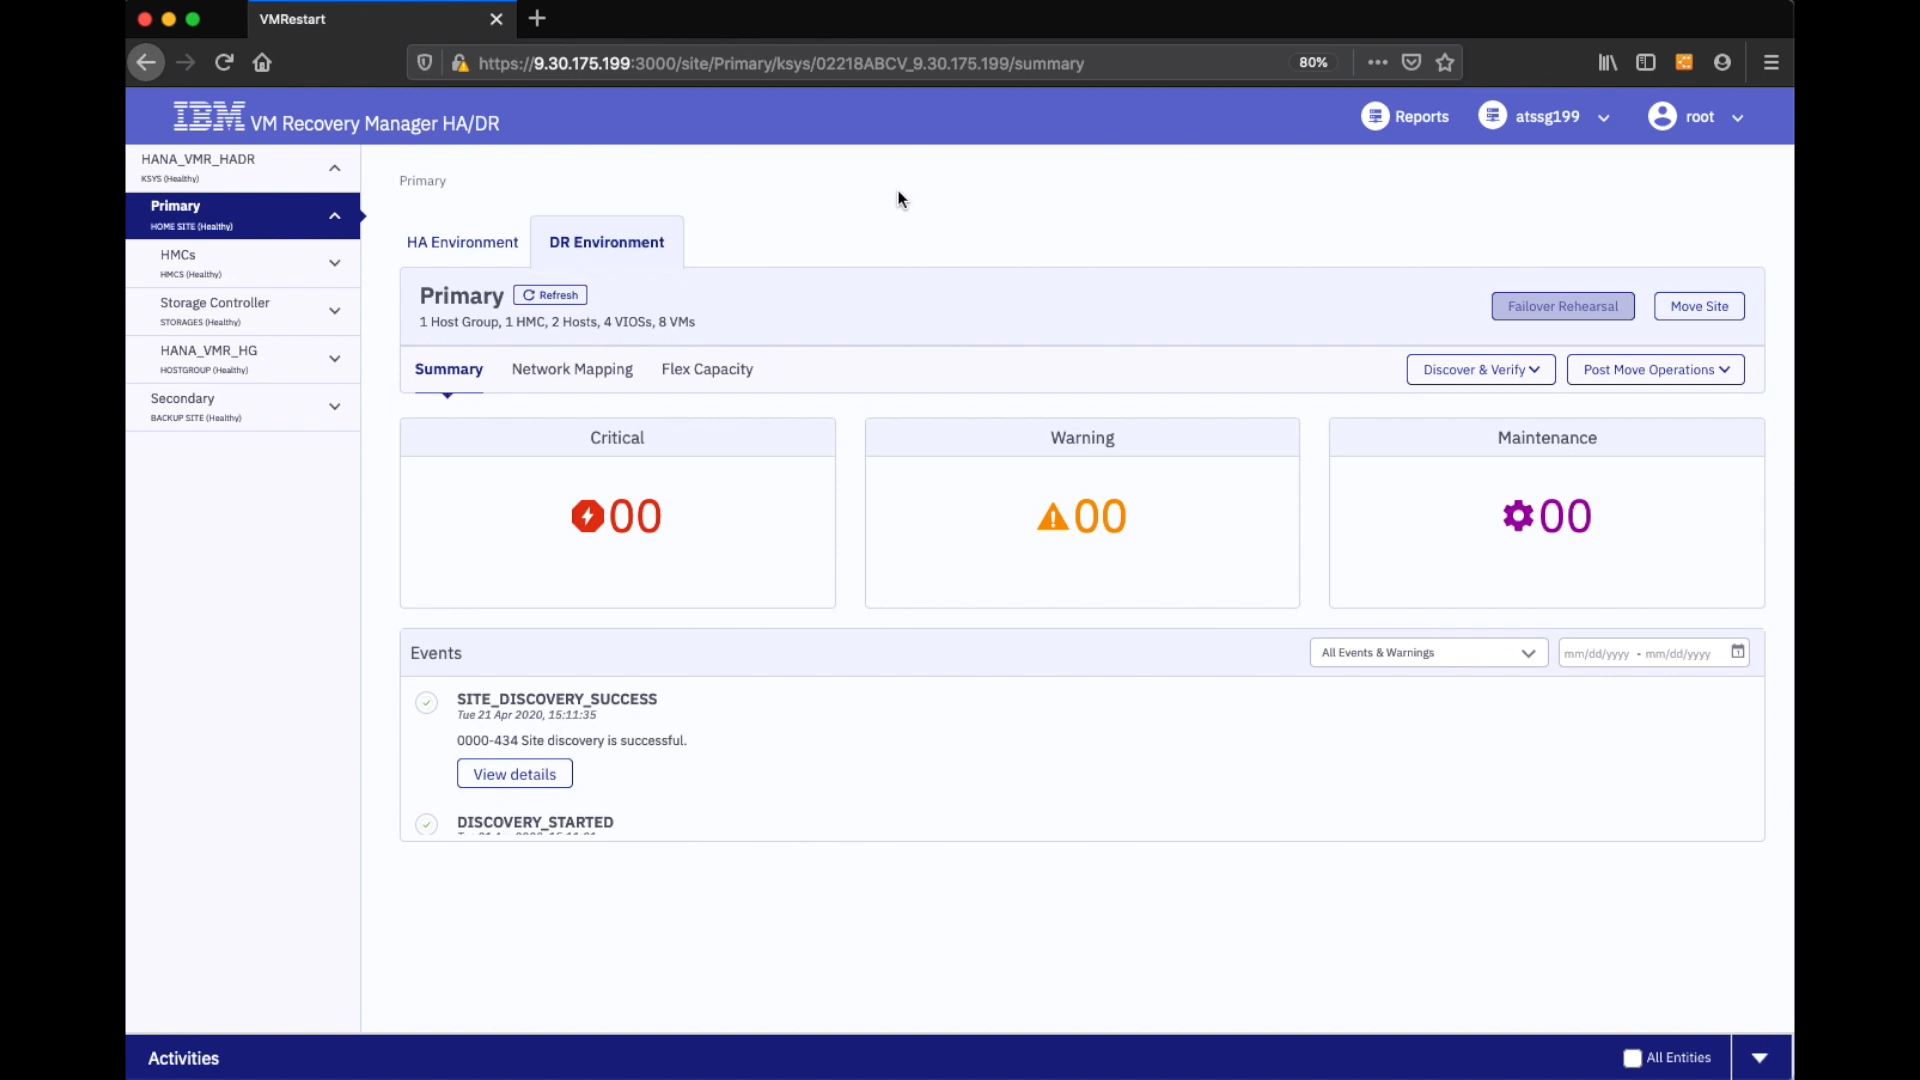 VMRestart
https://9.30.175.199:3000/site/Primary/ksys/02218ABCV_9.30.175.199/summary
80%
IBM VM Recovery Manager HA/DR
Reports
atssg199
root
HANA_VMR_HADR
KSYS (Healthy)
Primary
HOME SITE (Healthy)
HMCs
HMCS (Healthy)
Storage Controller
STORAGES (Healthy)
HANA_VMR_HG
HOSTGROUP (Healthy)
Secondary
BACKUP SITE (Healthy)
Primary
HA Environment
DR Environment
Primary
Refresh
1 Host Group, 1 HMC, 2 Hosts, 4 VIOSs, 8 VMs
Failover Rehearsal
Move Site
Summary
Network Mapping
Flex Capacity
Discover & Verify
Post Move Operations
Critical
Warning
Maintenance
00
00
00
Events
All Events & Warnings
mm/dd/yyyy - mm/dd/yyyy
SITE_DISCOVERY_SUCCESS
Tue 21 Apr 2020, 15:11:35
0000-434 Site discovery is successful.
View details
DISCOVERY_STARTED
Activities
All Entities